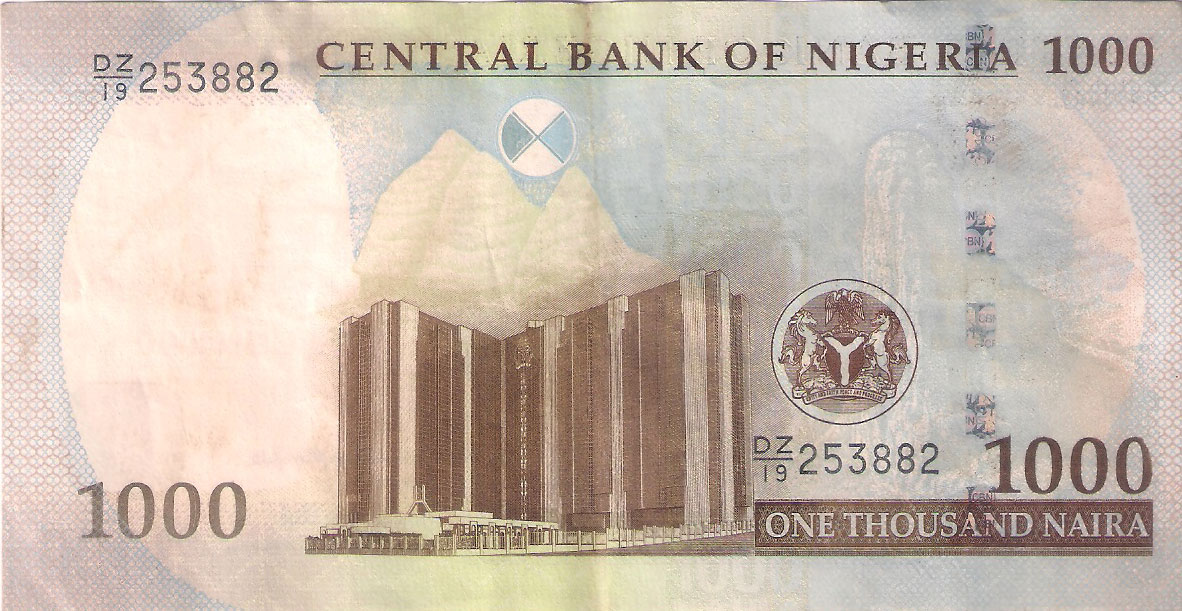 CENTRAL BANK OF NIGERIA 1000
DZ/19 253882
DZ/19 253882
1000
1000
ONE THOUSAND NAIRA